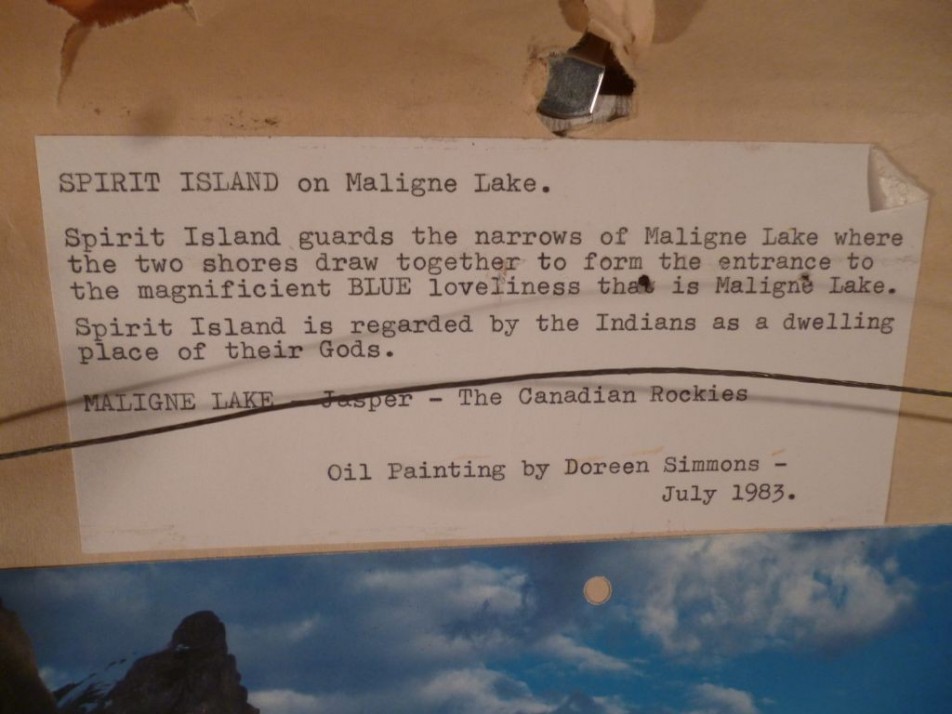 SPIRIT ISLAND on Maligne Lake.
Spirit Island guards the narrows of Maligne Lake where
the two shores draw together to form the entrance to
the magnificient BLUE loveliness that is Maligne Lake.
Spirit Island is regarded by the Indians as a dwelling
place of their Gods.
MALIGNE LAKE - Jasper - The Canadian Rockies
Oil Painting by Doreen Simmons -
July 1983.